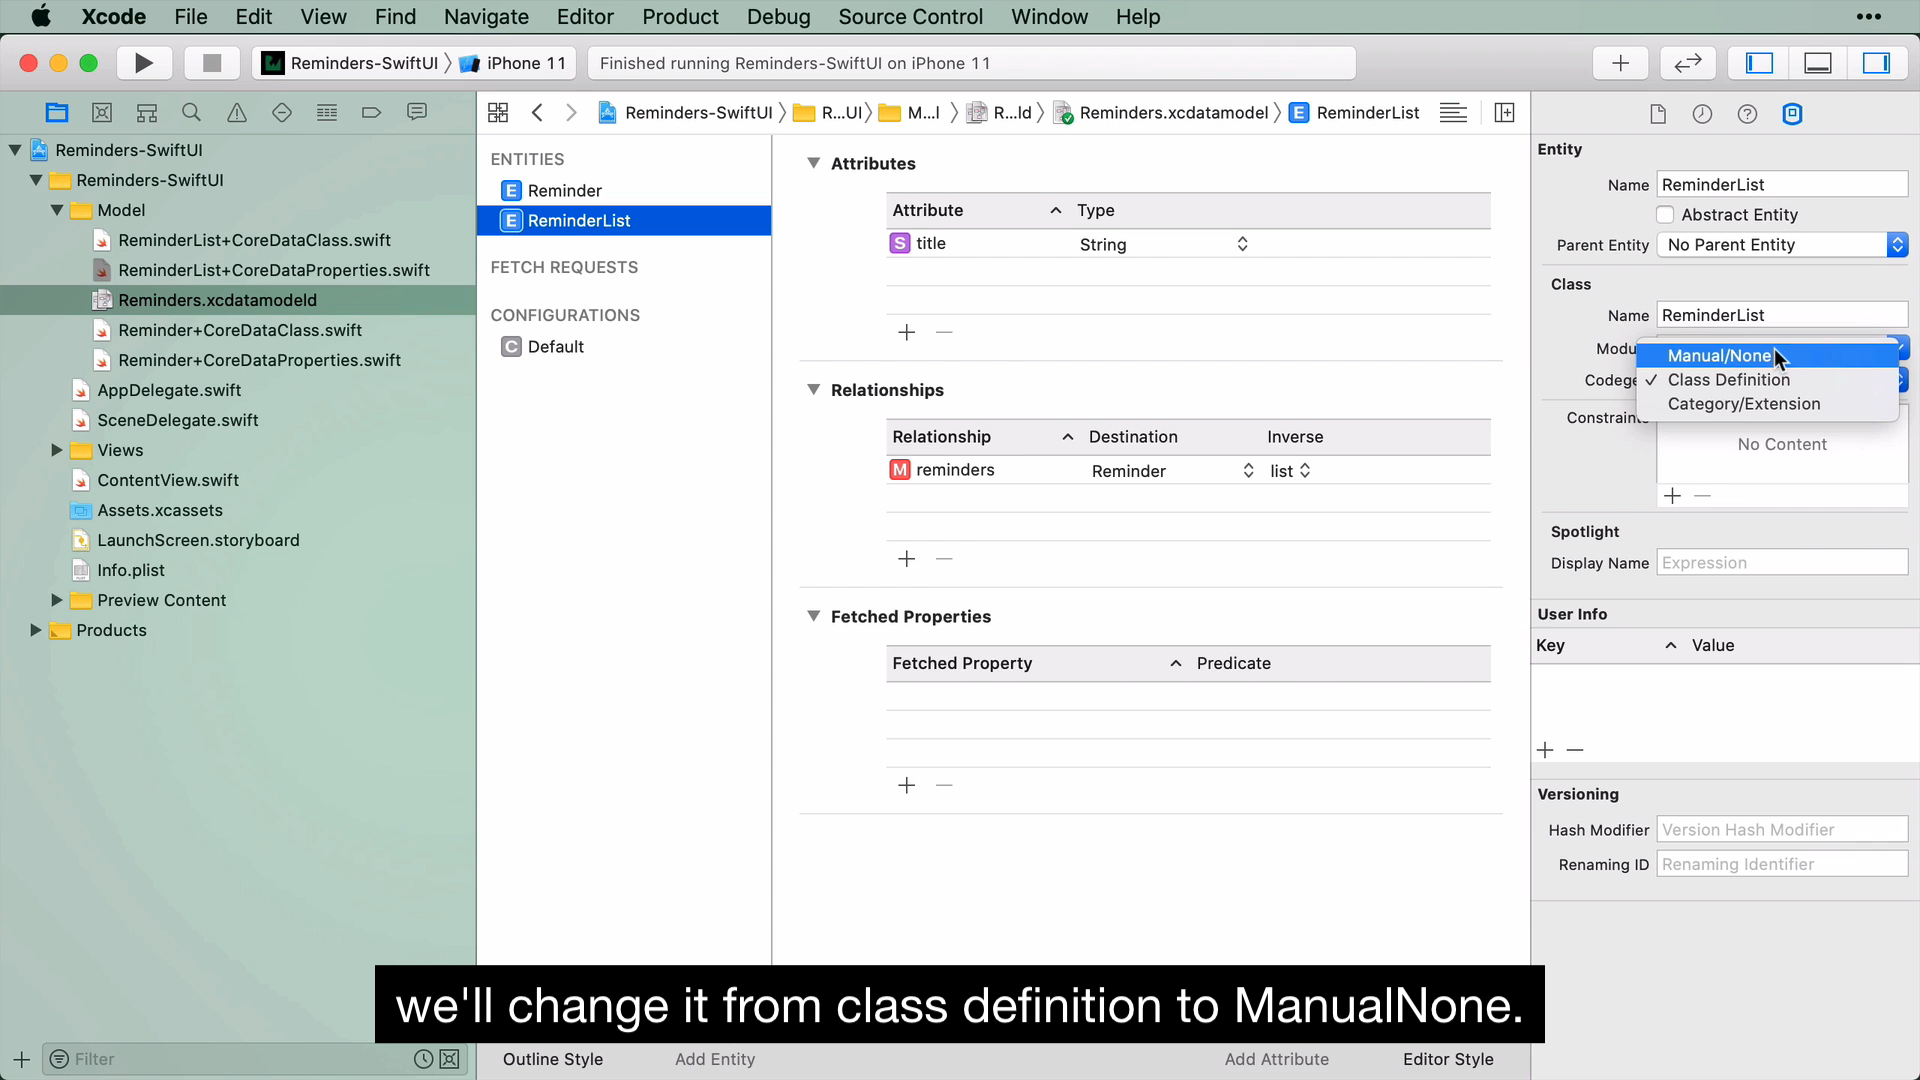 Xcode File Edit View Find Navigate Editor Product Debug Source Control Window Help
Reminders-SwiftUI iPhone 11 Finished running Reminders-SwiftUI on iPhone 11
Reminders-SwiftUI R...UI M...l R...ld Reminders.xcdatamodel E ReminderList
Reminders-SwiftUI
Reminders-SwiftUI
Model
ReminderList+CoreDataClass.swift
ReminderList+CoreDataProperties.swift
Reminders.xcdatamodeld
Reminder+CoreDataClass.swift
Reminder+CoreDataProperties.swift
AppDelegate.swift
SceneDelegate.swift
Views
ContentView.swift
Assets.xcassets
LaunchScreen.storyboard
Info.plist
Preview Content
Products
Filter
ENTITIES
E Reminder
E ReminderList
FETCH REQUESTS
CONFIGURATIONS
C Default
Attributes
Attribute Type
S title String
Relationships
Relationship Destination Inverse
M reminders Reminder list
Fetched Properties
Fetched Property Predicate
Entity
Name ReminderList
Abstract Entity
Parent Entity No Parent Entity
Class
Name ReminderList
Modu
Manual/None
Codege
Class Definition
Category/Extension
Constraints
No Content
Spotlight
Display Name Expression
User Info
Key Value
Versioning
Hash Modifier Version Hash Modifier
Renaming ID Renaming Identifier
we'll change it from class definition to ManualNone.
Outline Style Add Entity Add Attribute Editor Style